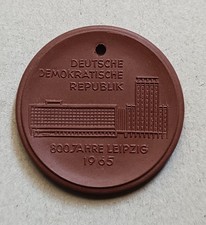 DEUTSCHE
DEMOKRATISCHE
REPUBLIK
800 JAHRE LEIPZIG
1965